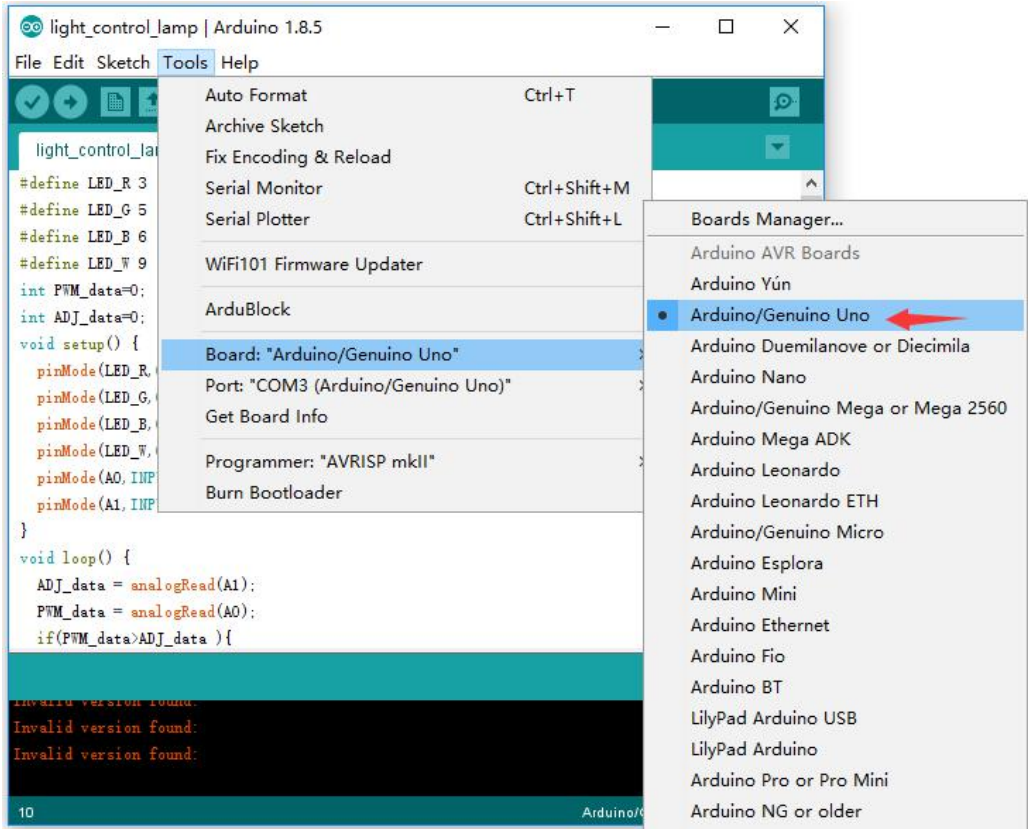 light_control_lamp | Arduino 1.8.5
File Edit Sketch Tools Help
Auto Format Ctrl+T
Archive Sketch
Fix Encoding & Reload
Serial Monitor Ctrl+Shift+M
Serial Plotter Ctrl+Shift+L
WiFi101 Firmware Updater
ArduBlock
Board: "Arduino/Genuino Uno"
Port: "COM3 (Arduino/Genuino Uno)"
Get Board Info
Programmer: "AVRISP mkII"
Burn Bootloader
Boards Manager...
Arduino AVR Boards
Arduino Yún
Arduino/Genuino Uno
Arduino Duemilanove or Diecimila
Arduino Nano
Arduino/Genuino Mega or Mega 2560
Arduino Mega ADK
Arduino Leonardo
Arduino Leonardo ETH
Arduino/Genuino Micro
Arduino Esplora
Arduino Mini
Arduino Ethernet
Arduino Fio
Arduino BT
LilyPad Arduino USB
LilyPad Arduino
Arduino Pro or Pro Mini
Arduino NG or older
light_control_la
#define LED_R 3
#define LED_G 5
#define LED_B 6
#define LED_W 9
int PWM_data=0;
int ADJ_data=0;
void setup() {
pinMode(LED_R,
pinMode(LED_G,
pinMode(LED_B,
pinMode(LED_W,
pinMode(A0,INP
pinMode(A1,INP
}
void loop() {
ADJ_data = analogRead(A1);
PWM_data = analogRead(A0);
if(PWM_data>ADJ_data ){
Invalid version found:
Invalid version found:
Invalid version found:
10 Arduino/